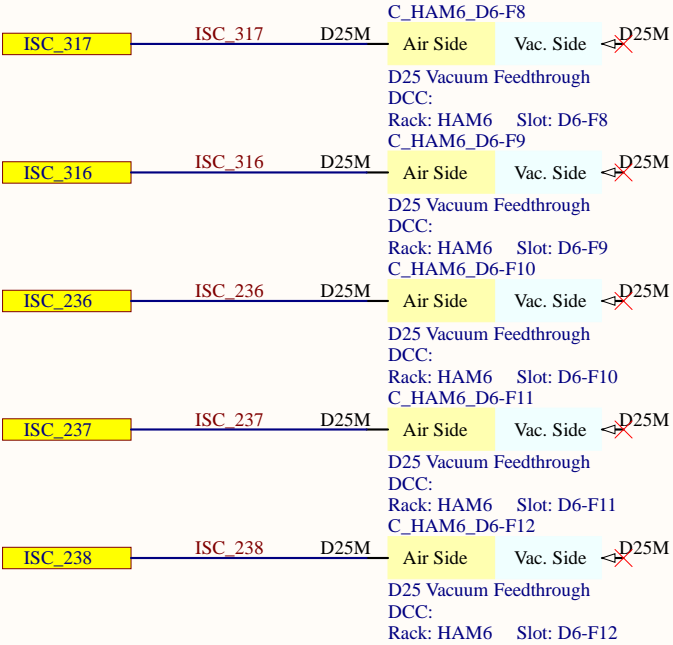 C_HAM6_D6-F8
ISC_317 ISC_317 D25M Air Side Vac. Side D25M
D25 Vacuum Feedthrough
DCC:
Rack: HAM6 Slot: D6-F8
C_HAM6_D6-F9
ISC_316 ISC_316 D25M Air Side Vac. Side D25M
D25 Vacuum Feedthrough
DCC:
Rack: HAM6 Slot: D6-F9
C_HAM6_D6-F10
ISC_236 ISC_236 D25M Air Side Vac. Side D25M
D25 Vacuum Feedthrough
DCC:
Rack: HAM6 Slot: D6-F10
C_HAM6_D6-F11
ISC_237 ISC_237 D25M Air Side Vac. Side D25M
D25 Vacuum Feedthrough
DCC:
Rack: HAM6 Slot: D6-F11
C_HAM6_D6-F12
ISC_238 ISC_238 D25M Air Side Vac. Side D25M
D25 Vacuum Feedthrough
DCC:
Rack: HAM6 Slot: D6-F12